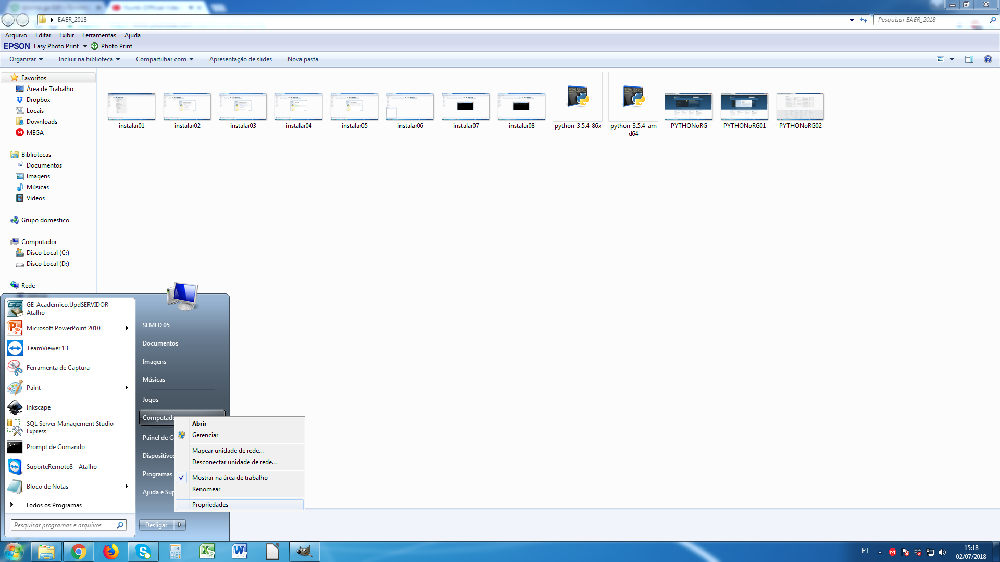 EAER_2018
Pesquisar EAER_2018
Arquivo Editar Exibir Ferramentas Ajuda
EPSON Easy Photo Print Photo Print
Organizar Incluir na biblioteca Compartilhar com Apresentação de slides Nova pasta
Favoritos
Área de Trabalho
Dropbox
Locais
Downloads
MEGA
Bibliotecas
Documentos
Imagens
Músicas
Vídeos
Grupo doméstico
Computador
Disco Local (C:)
Disco Local (D:)
Rede
instalar01
instalar02
instalar03
instalar04
instalar05
instalar06
instalar07
instalar08
python-3.5.4_86x
python-3.5.4-am
d64
PYTHONoRG
PYTHONoRG01
PYTHONoRG02
GE_Academico.UpdSERVIDOR -
Atalho
Microsoft PowerPoint 2010
TeamViewer 13
Ferramenta de Captura
Paint
Inkscape
SQL Server Management Studio
Express
Prompt de Comando
SuporteRemoto8 - Atalho
Bloco de Notas
Todos os Programas
Pesquisar programas e arquivos
SEMED 05
Documentos
Imagens
Músicas
Jogos
Computado
Painel de C
Dispositivos
Programas
Ajuda e Sup
Desligar
Abrir
Gerenciar
Mapear unidade de rede...
Desconectar unidade de rede...
Mostrar na área de trabalho
Renomear
Propriedades
PT
15:18
02/07/2018